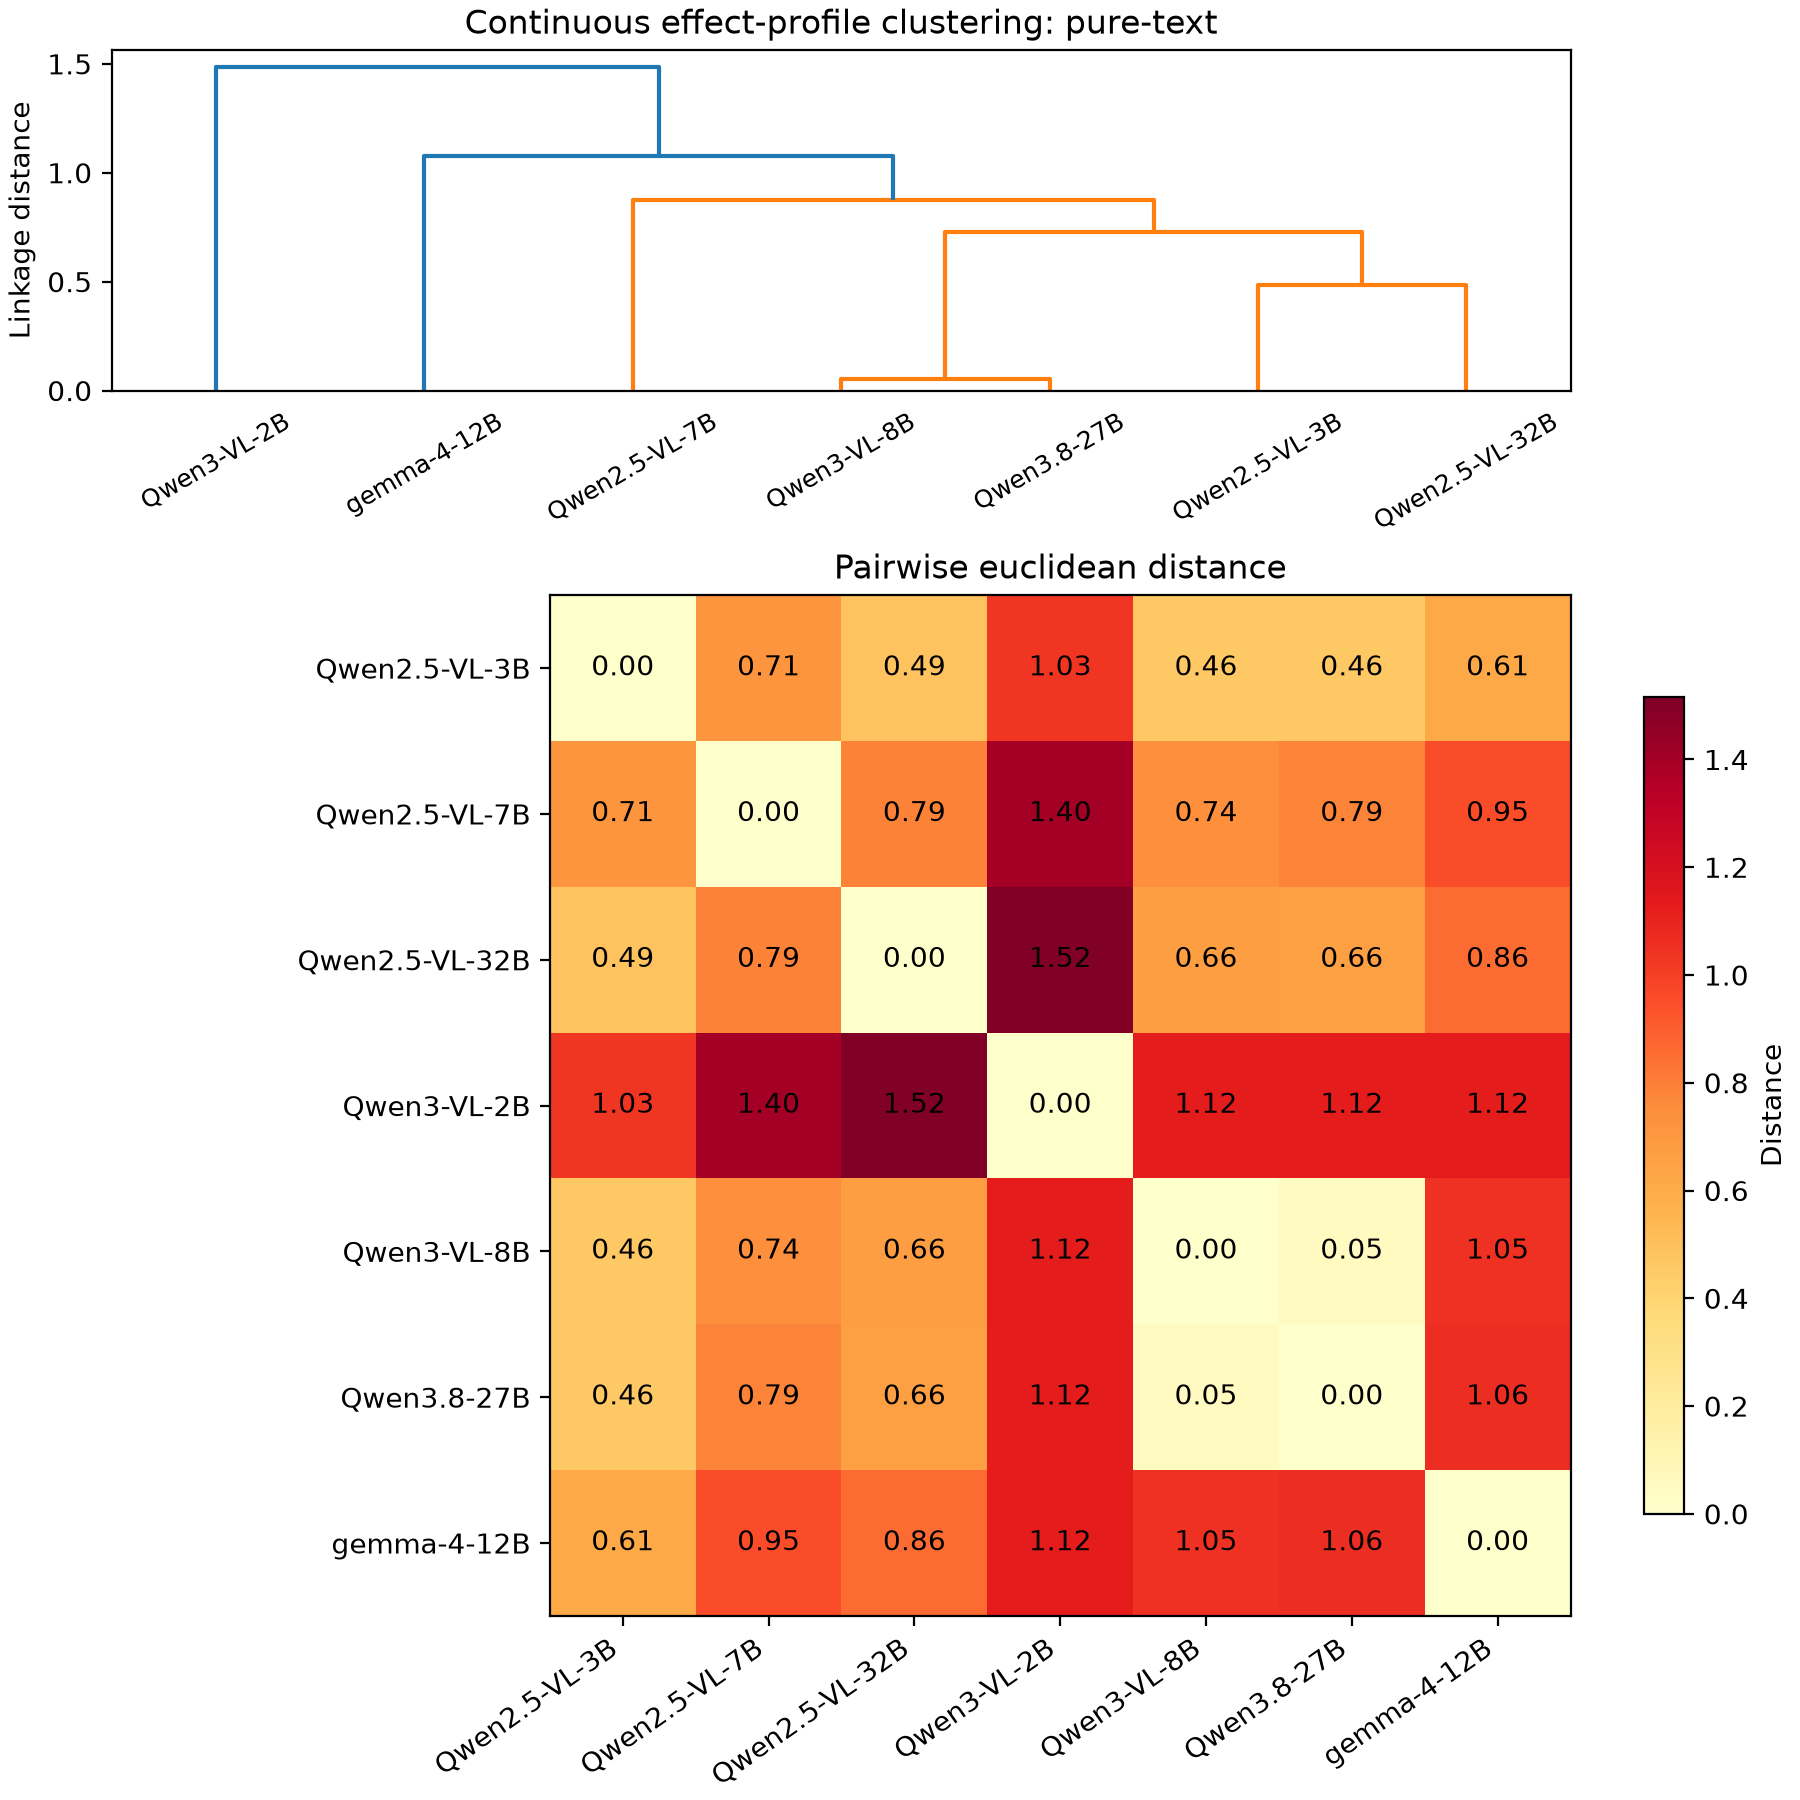 Continuous effect-profile clustering: pure-text
Linkage distance
1.5
1.0
0.5
0.0
Qwen3-VL-2B
gemma-4-12B
Qwen2.5-VL-7B
Qwen3-VL-8B
Qwen3.8-27B
Qwen2.5-VL-3B
Qwen2.5-VL-32B
Pairwise euclidean distance
Qwen2.5-VL-3B 0.00 0.71 0.49 1.03 0.46 0.46 0.61
Qwen2.5-VL-7B 0.71 0.00 0.79 1.40 0.74 0.79 0.95
Qwen2.5-VL-32B 0.49 0.79 0.00 1.52 0.66 0.66 0.86
Qwen3-VL-2B 1.03 1.40 1.52 0.00 1.12 1.12 1.12
Qwen3-VL-8B 0.46 0.74 0.66 1.12 0.00 0.05 1.05
Qwen3.8-27B 0.46 0.79 0.66 1.12 0.05 0.00 1.06
gemma-4-12B 0.61 0.95 0.86 1.12 1.05 1.06 0.00
Qwen2.5-VL-3B
Qwen2.5-VL-7B
Qwen2.5-VL-32B
Qwen3-VL-2B
Qwen3-VL-8B
Qwen3.8-27B
gemma-4-12B
1.4
1.2
1.0
0.8
0.6
0.4
0.2
0.0
Distance